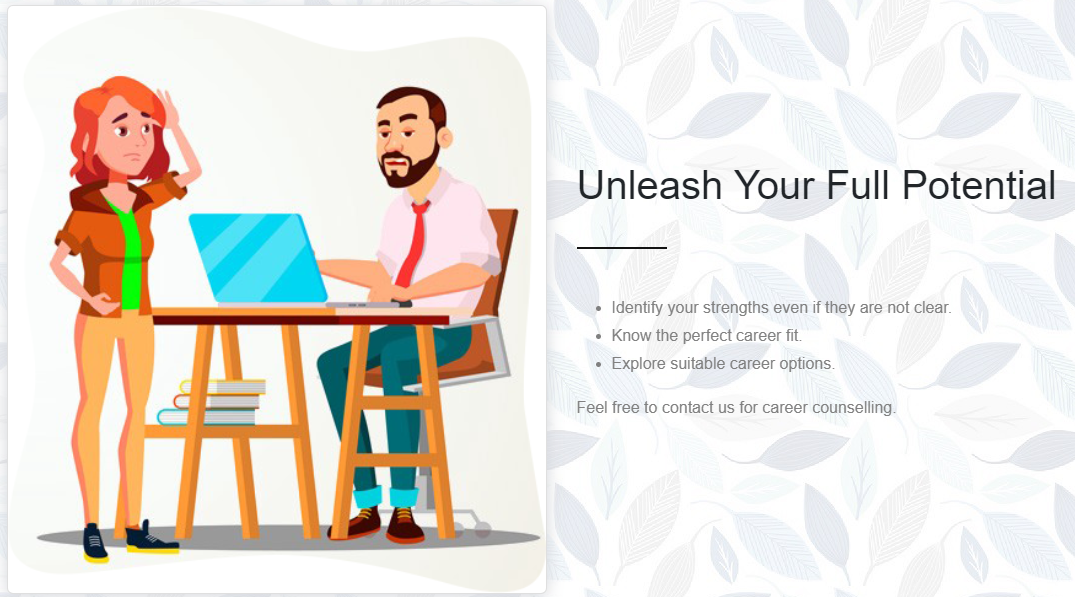 Unleash Your Full Potential
Identify your strengths even if they are not clear.
Know the perfect career fit.
Explore suitable career options.
Feel free to contact us for career counselling.